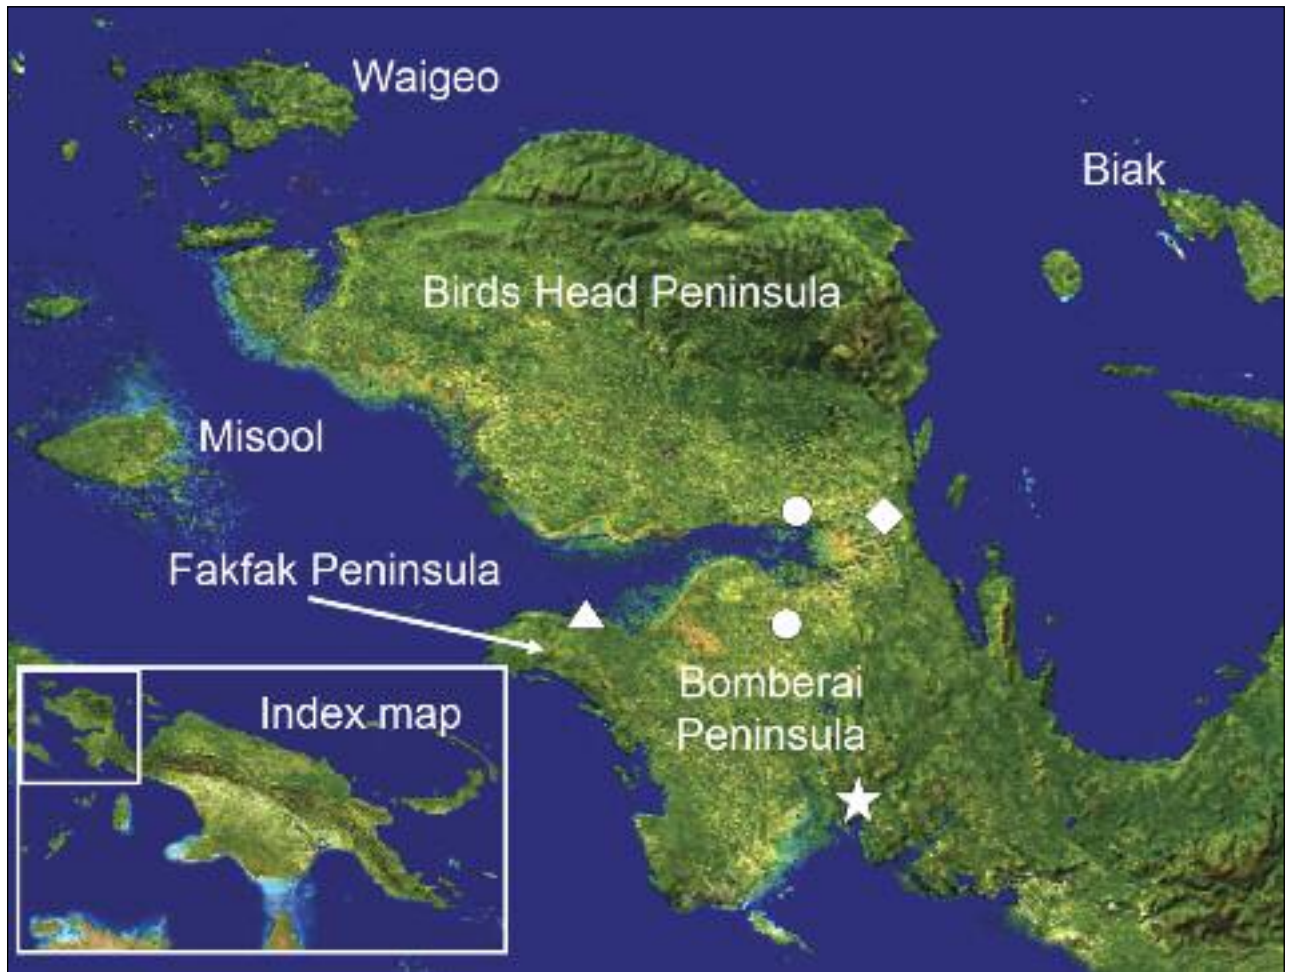 Waigeo
Biak
Birds Head Peninsula
Misool
Fakfak Peninsula
Bomberai
Peninsula
Index map